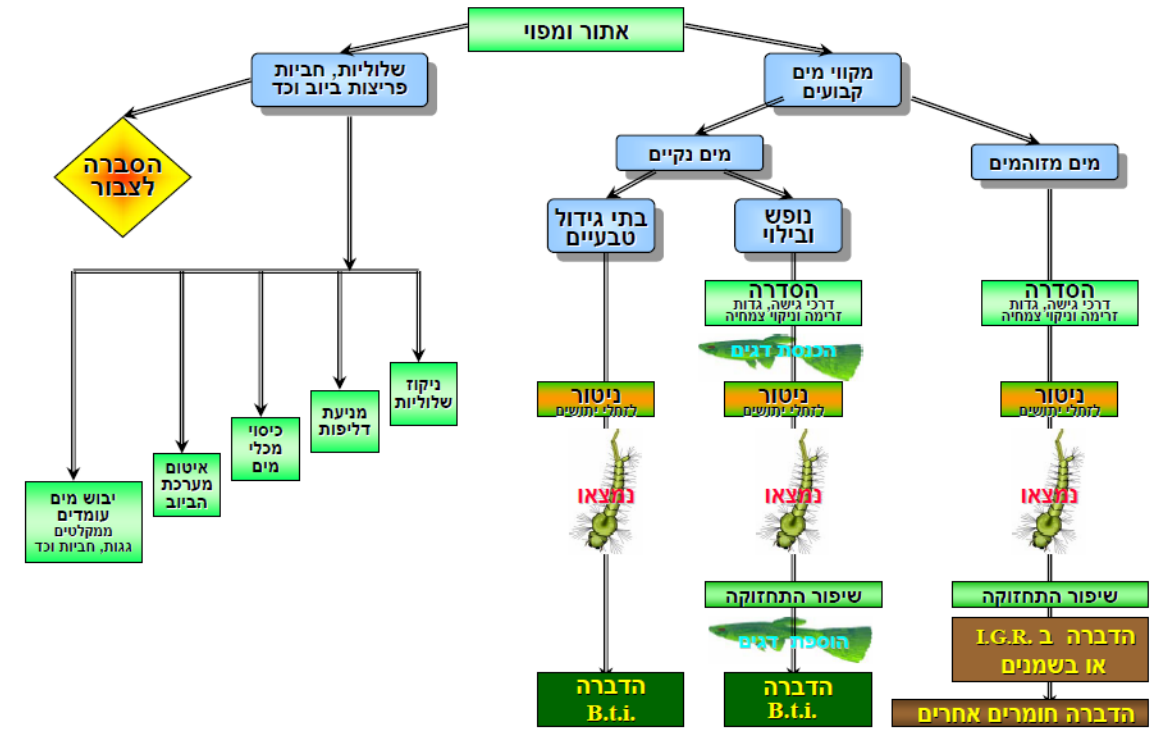 אתור ומפוי
שלוליות, חביות
פריצות ביוב וכד
מקווי מים
קבועים
הסברה
לצבור
מים נקיים
מים מזוהמים
בתי גידול
טבעיים
נופש
ובילוי
הסדרה
דרכי גישה, גדות
זרימה וניקוי צמחיה
הסדרה
דרכי גישה, גדות
זרימה וניקוי צמחיה
הכנסת דגים
ניקוז
שלוליות
מניעת
דליפות
כיסוי
מכלי
מים
איטום
מערכת
הביוב
יבוש מים
עומדים
ממקלטים
גגות, חביות וכד
ניטור
לזחלי יתושים
ניטור
לזחלי יתושים
ניטור
לזחלי יתושים
נמצאו
נמצאו
נמצאו
שיפור התחזוקה
שיפור התחזוקה
הוספת דגים
הדברה ב I.G.R.
או בשמנים
הדברה
B.t.i.
הדברה
B.t.i.
הדברה חומרים אחרים